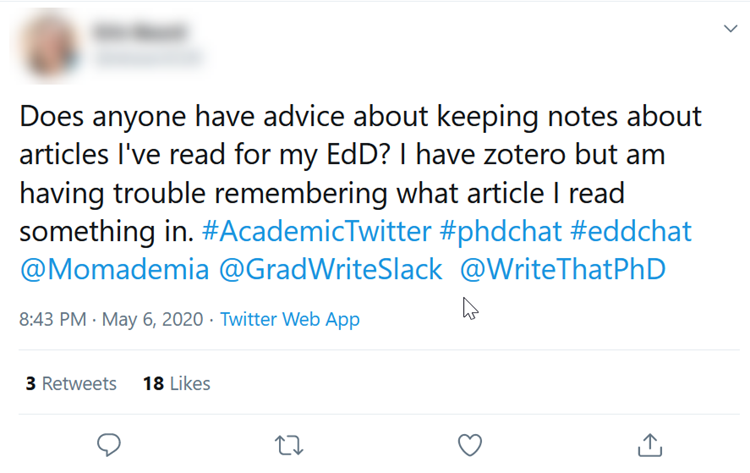 Does anyone have advice about keeping notes about
articles I've read for my EdD? I have zotero but am
having trouble remembering what article I read
something in. #AcademicTwitter #phdchat #eddchat
@Momademia @GradWriteSlack @WriteThatPhD
8:43 PM · May 6, 2020 · Twitter Web App
3 Retweets 18 Likes